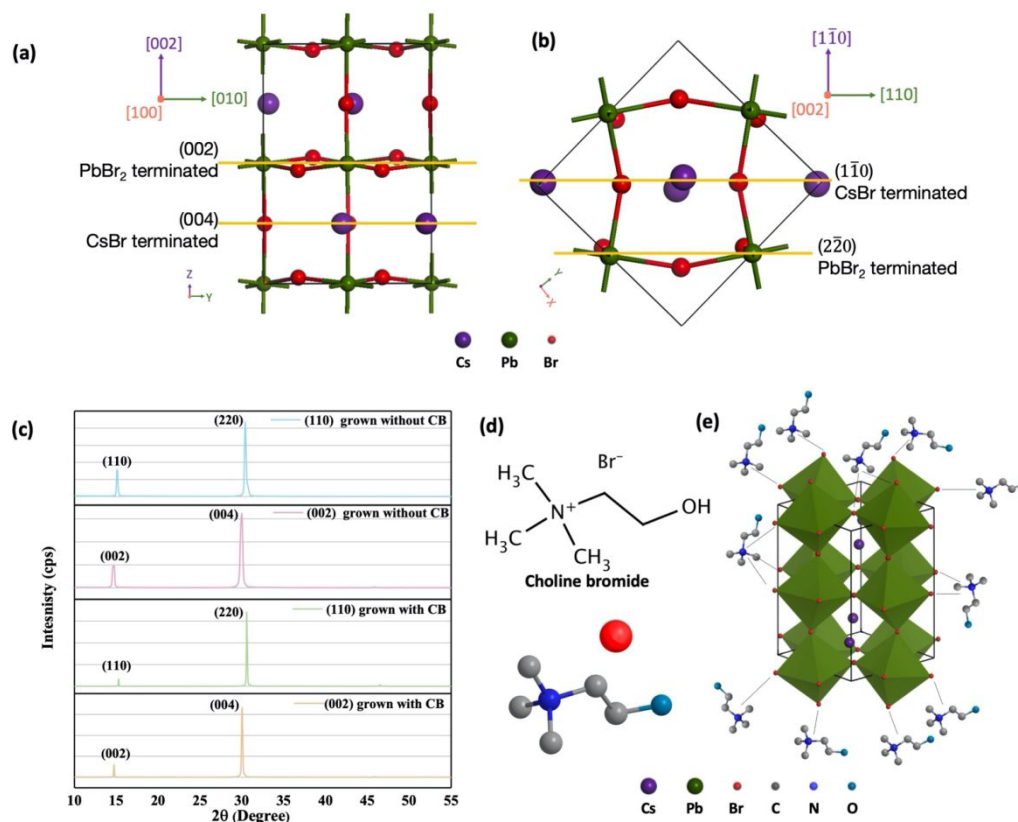 (a)
[002]
[100]
[010]
(002)
PbBr₂ terminated
(004)
CsBr terminated
Z
Y
(b)
[11̅0]
[002]
[110]
(11̅0)
CsBr terminated
(22̅0)
PbBr₂ terminated
Y
X
Cs Pb Br
(c)
Intesnisty (cps)
(110) grown without CB
(110)
(220)
(002) grown without CB
(002)
(004)
(110) grown with CB
(110)
(220)
(002) grown with CB
(002)
(004)
10 15 20 25 30 35 40 45 50 55
2θ (Degree)
(d)
Br⁻
H₃C
H₃C
N⁺
OH
CH₃
Choline bromide
(e)
Cs Pb Br C N O